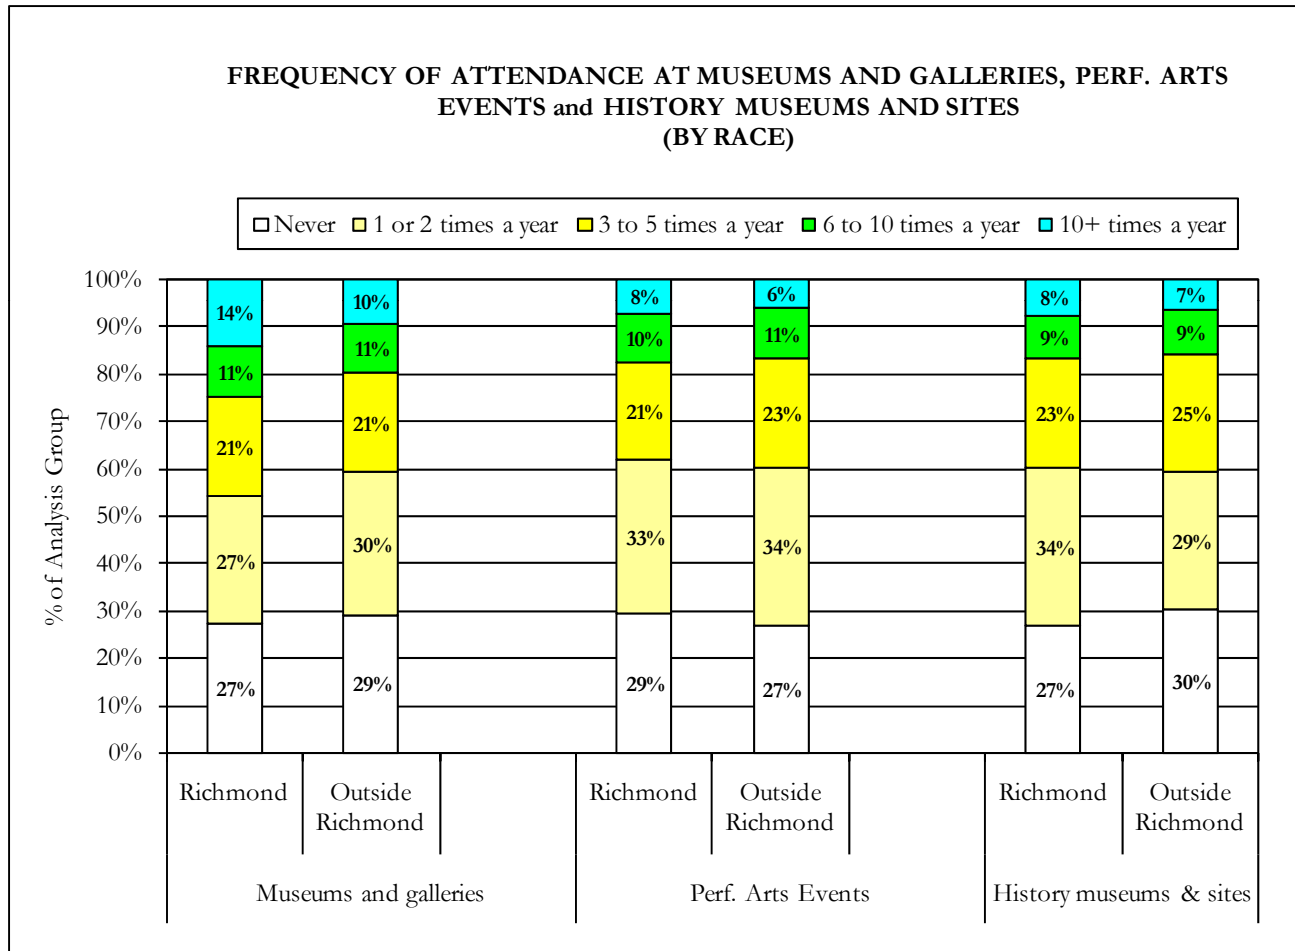 FREQUENCY OF ATTENDANCE AT MUSEUMS AND GALLERIES, PERF. ARTS
EVENTS and HISTORY MUSEUMS AND SITES
(BY RACE)
Never 1 or 2 times a year 3 to 5 times a year 6 to 10 times a year 10+ times a year
% of Analysis Group
100%
90%
80%
70%
60%
50%
40%
30%
20%
10%
0%
14% 10% 8% 6% 8% 7%
11% 11% 10% 11% 9% 9%
21% 21% 21% 23% 23% 25%
27% 30% 33% 34% 34% 29%
27% 29% 29% 27% 27% 30%
Richmond Outside Richmond Outside Richmond Outside
Richmond Richmond Richmond
Museums and galleries Perf. Arts Events History museums & sites